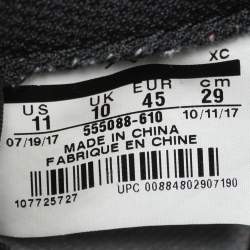 XC
US UK EUR cm
11 10 45 29
07/19/17 10/11/17
555088-610
MADE IN CHINA
FABRIQUÉ EN CHINE
UPC 00884802907190
107725727